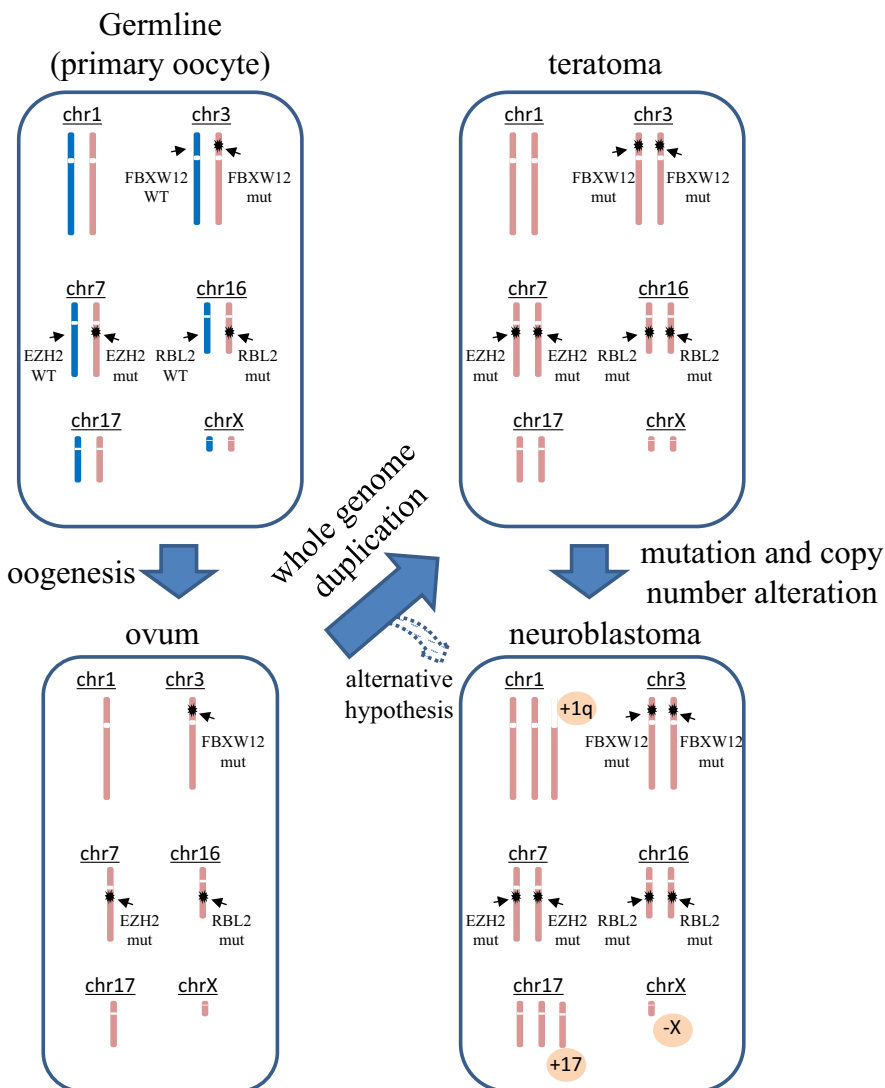 Germline
(primary oocyte)
chr1
chr3
FBXW12
WT
FBXW12
mut
chr7
chr16
EZH2
WT
EZH2
mut
RBL2
WT
RBL2
mut
chr17
chrX
oogenesis
ovum
chr1
chr3
FBXW12
mut
chr7
chr16
EZH2
mut
RBL2
mut
chr17
chrX
whole genome
duplication
alternative
hypothesis
teratoma
chr1
chr3
FBXW12
mut
FBXW12
mut
chr7
chr16
EZH2
mut
EZH2
mut
RBL2
mut
RBL2
mut
chr17
chrX
mutation and copy
number alteration
neuroblastoma
chr1
+1q
chr3
FBXW12
mut
FBXW12
mut
chr7
chr16
EZH2
mut
EZH2
mut
RBL2
mut
RBL2
mut
chr17
chrX
-X
+17